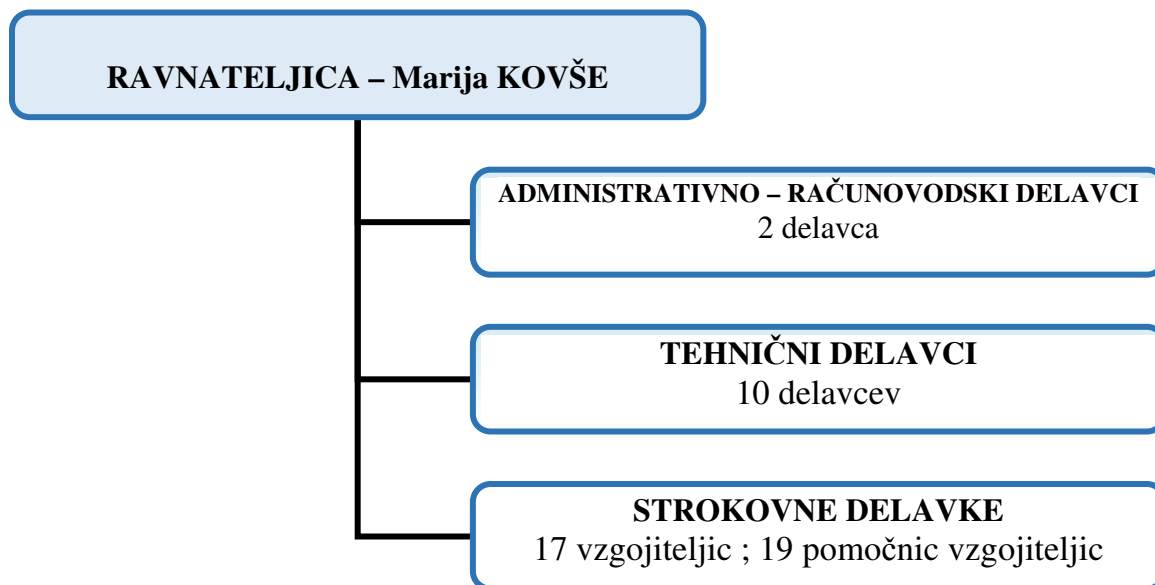 RAVNATELJICA – Marija KOVŠE
ADMINISTRATIVNO – RAČUNOVODSKI DELAVCI
2 delavca
TEHNIČNI DELAVCI
10 delavcev
STROKOVNE DELAVKE
17 vzgojiteljic ; 19 pomočnic vzgojiteljic